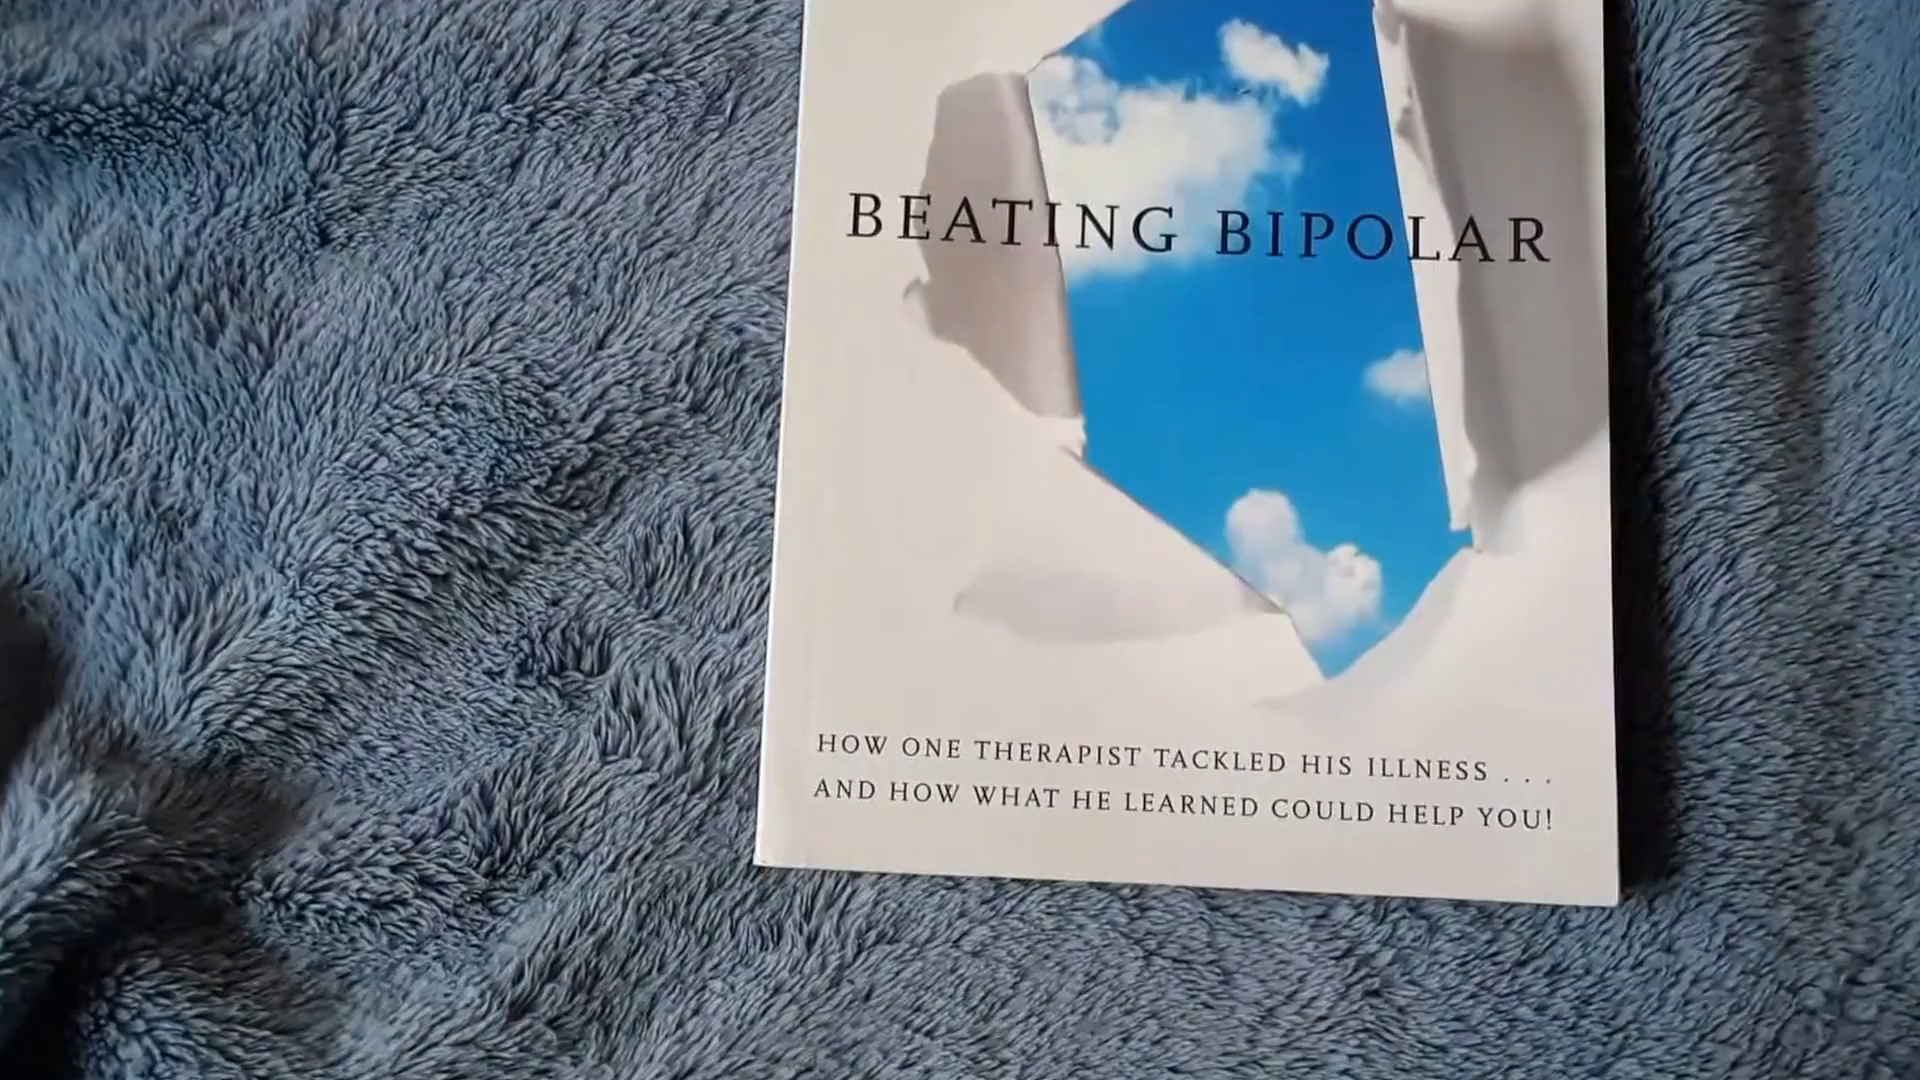 BEATING BIPOLAR
HOW ONE THERAPIST TACKLED HIS ILLNESS . . .
AND HOW WHAT HE LEARNED COULD HELP YOU!